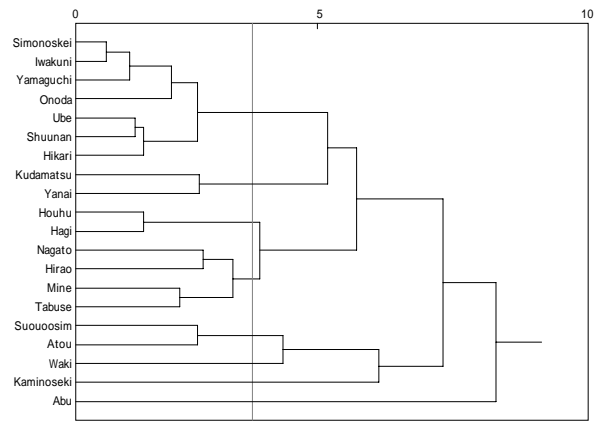 0 5 10
Simonoskei
Iwakuni
Yamaguchi
Onoda
Ube
Shuunan
Hikari
Kudamatsu
Yanai
Houhu
Hagi
Nagato
Hirao
Mine
Tabuse
Suouoosim
Atou
Waki
Kaminoseki
Abu